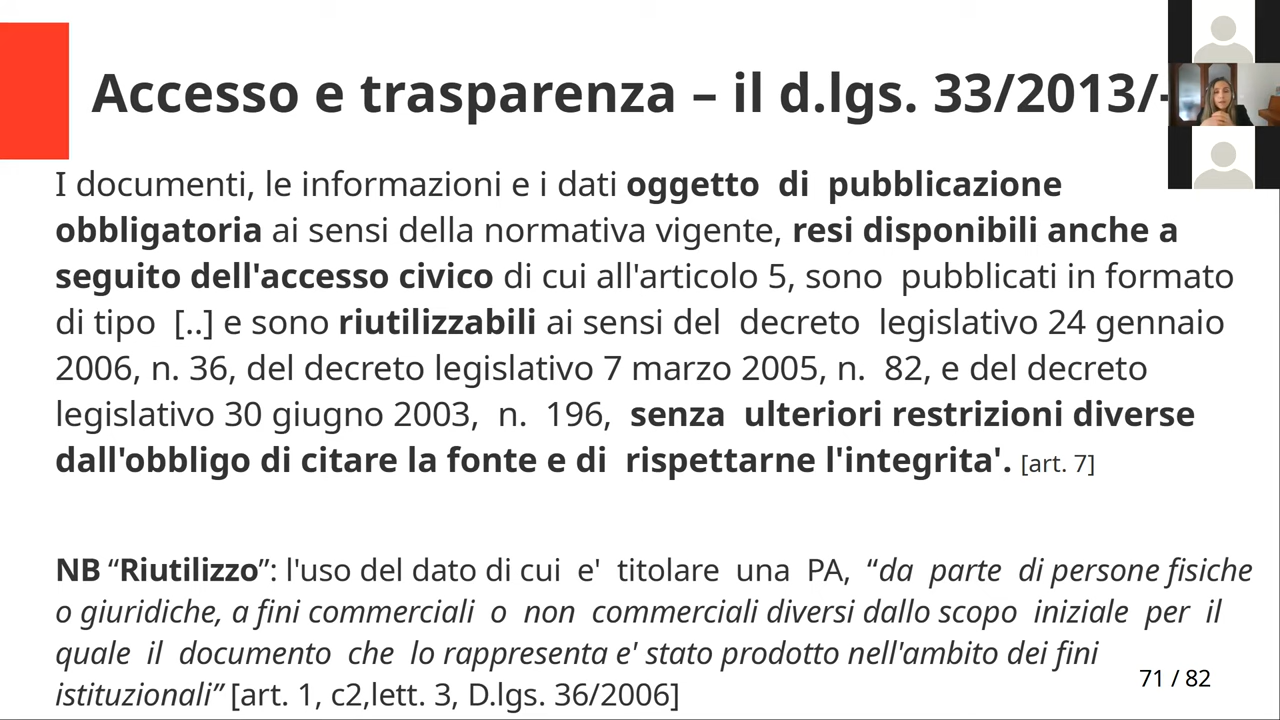 Accesso e trasparenza – il d.lgs. 33/2013/-
I documenti, le informazioni e i dati oggetto di pubblicazione
obbligatoria ai sensi della normativa vigente, resi disponibili anche a
seguito dell'accesso civico di cui all'articolo 5, sono pubblicati in formato
di tipo [..] e sono riutilizzabili ai sensi del decreto legislativo 24 gennaio
2006, n. 36, del decreto legislativo 7 marzo 2005, n. 82, e del decreto
legislativo 30 giugno 2003, n. 196, senza ulteriori restrizioni diverse
dall'obbligo di citare la fonte e di rispettarne l'integrita'. [art. 7]
NB “Riutilizzo”: l'uso del dato di cui e' titolare una PA, “da parte di persone fisiche
o giuridiche, a fini commerciali o non commerciali diversi dallo scopo iniziale per il
quale il documento che lo rappresenta e' stato prodotto nell'ambito dei fini
istituzionali” [art. 1, c2,lett. 3, D.lgs. 36/2006]
71 / 82